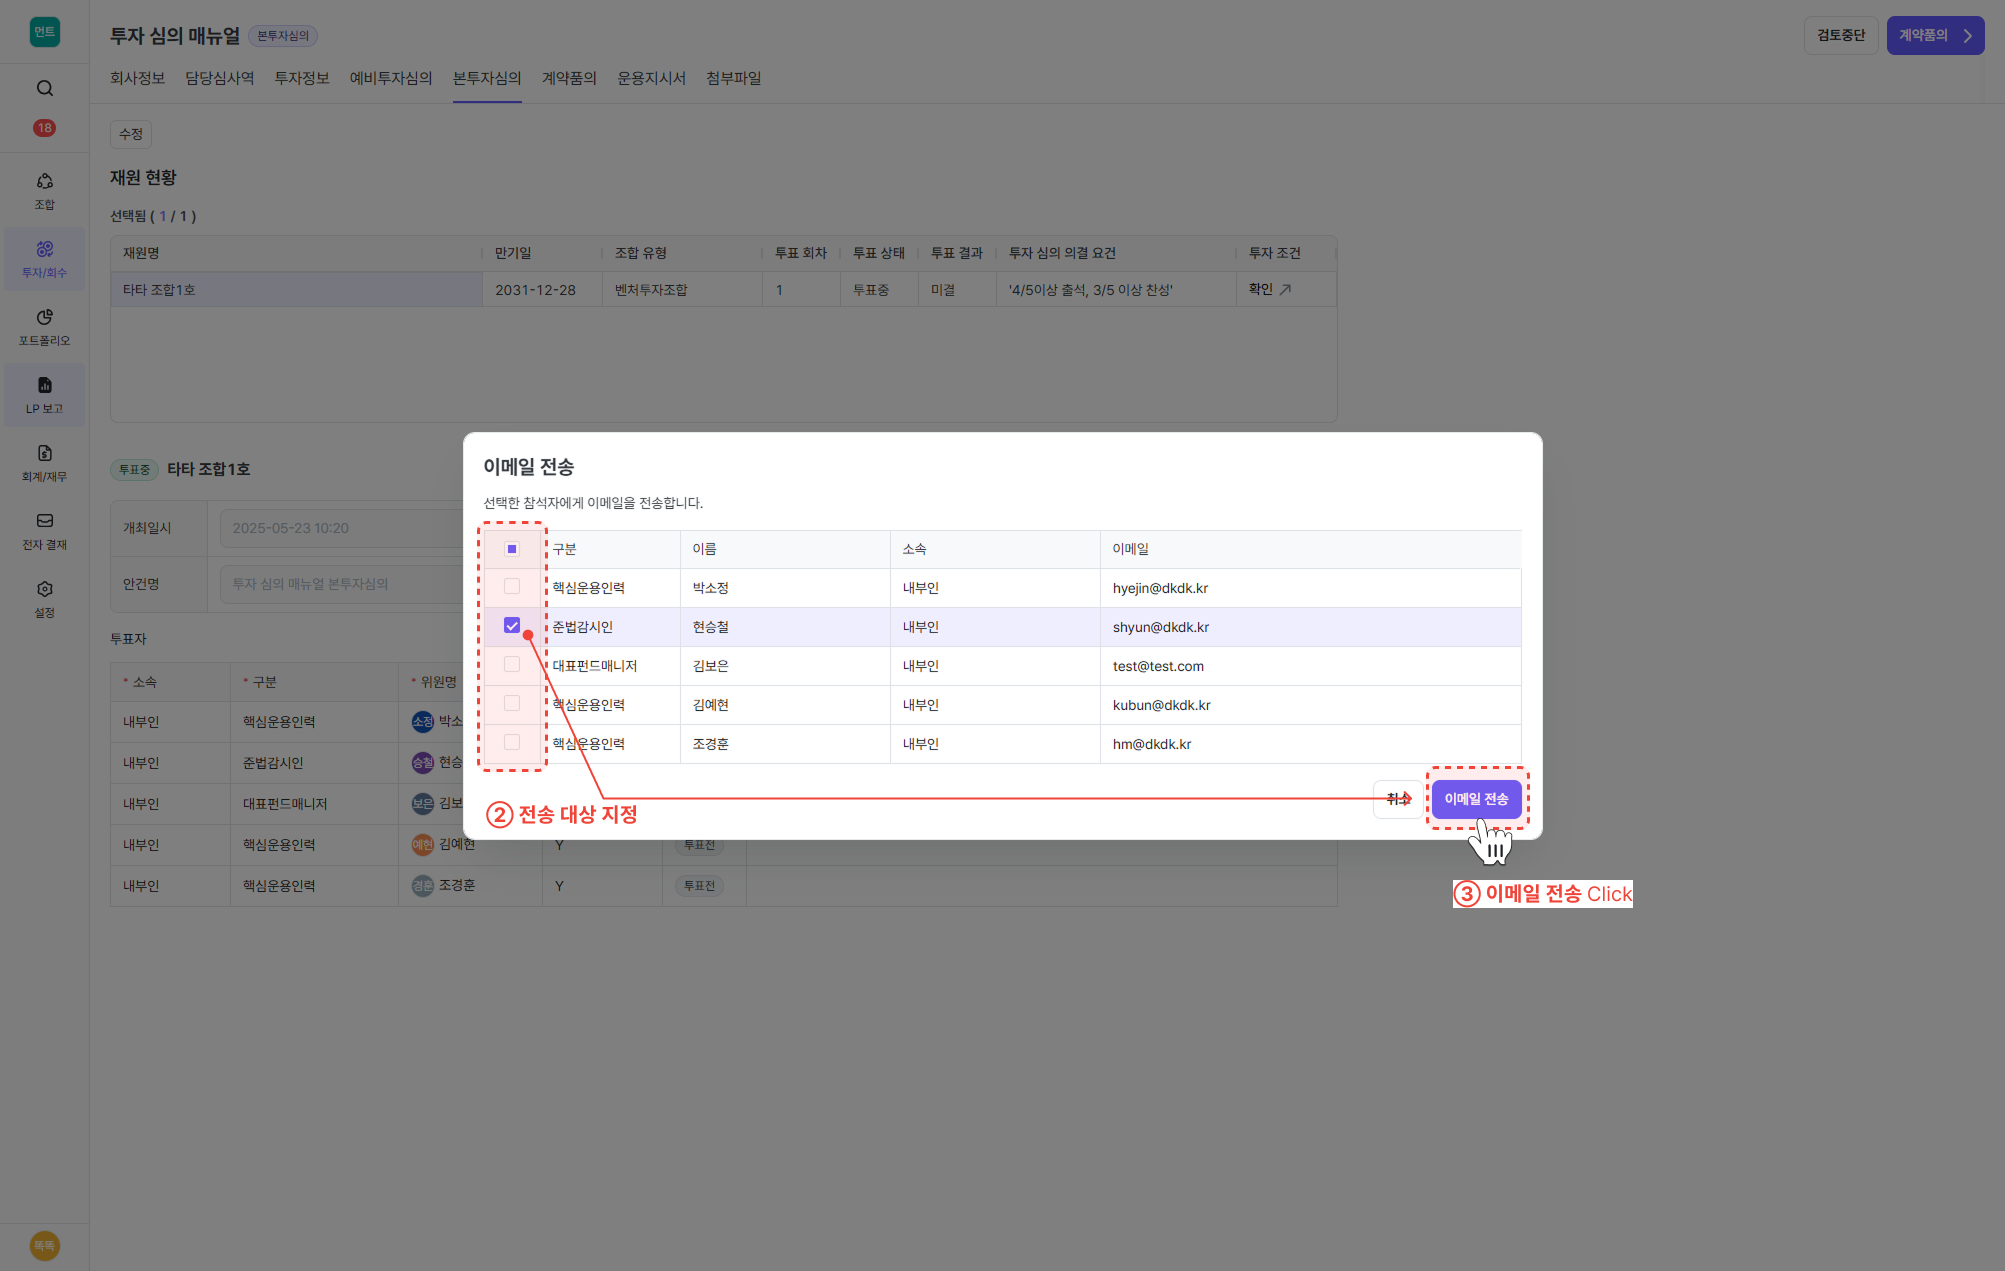 먼트
투자 심의 매뉴얼 본투자심의
검토중단
계약품의
회사정보 담당심사역 투자정보 예비투자심의 본투자심의 계약품의 운용지시서 첨부파일
18
조합
투자/회수
포트폴리오
LP 보고
회계/재무
전자 결재
설정
똑똑
수정
재원 현황
선택됨 ( 1 / 1 )
재원명 만기일 조합 유형 투표 회차 투표 상태 투표 결과 투자 심의 의결 요건 투자 조건
타타 조합1호 2031-12-28 벤처투자조합 1 투표중 미결 '4/5이상 출석, 3/5 이상 찬성' 확인
투표중 타타 조합1호
개최일시 2025-05-23 10:20
안건명 투자 심의 매뉴얼 본투자심의
투표자
* 소속 * 구분 * 위원명
내부인 핵심운용인력 소정 박소
내부인 준법감시인 승철 현승
내부인 대표펀드매니저 보은 김보
내부인 핵심운용인력 예현 김예현 Y 투표전
내부인 핵심운용인력 경훈 조경훈 Y 투표전
이메일 전송
선택한 참석자에게 이메일을 전송합니다.
구분 이름 소속 이메일
핵심운용인력 박소정 내부인 hyejin@dkdk.kr
준법감시인 현승철 내부인 shyun@dkdk.kr
대표펀드매니저 김보은 내부인 test@test.com
핵심운용인력 김예현 내부인 kubun@dkdk.kr
핵심운용인력 조경훈 내부인 hm@dkdk.kr
취소 이메일 전송
② 전송 대상 지정
③ 이메일 전송 Click